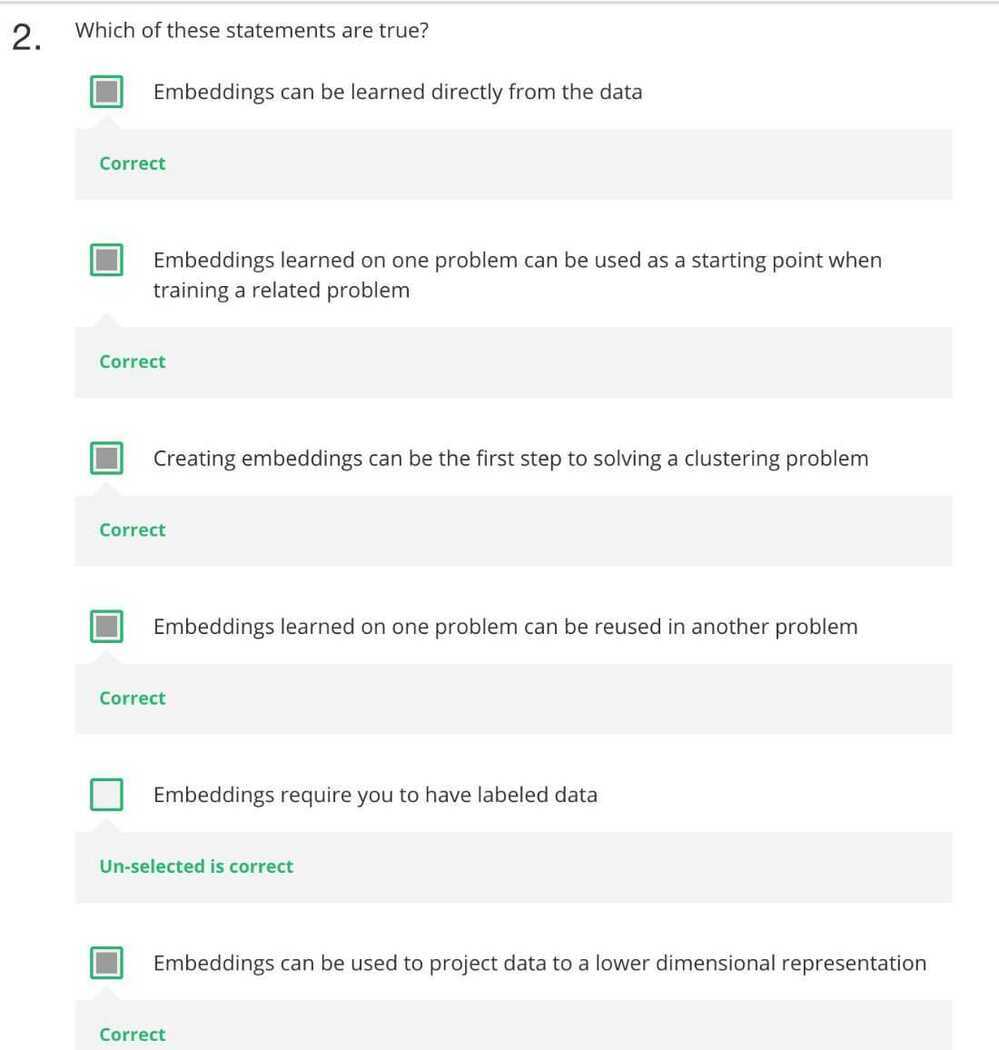 2.
Which of these statements are true?
Embeddings can be learned directly from the data
Correct
Embeddings learned on one problem can be used as a starting point when
training a related problem
Correct
Creating embeddings can be the first step to solving a clustering problem
Correct
Embeddings learned on one problem can be reused in another problem
Correct
Embeddings require you to have labeled data
Un-selected is correct
Embeddings can be used to project data to a lower dimensional representation
Correct